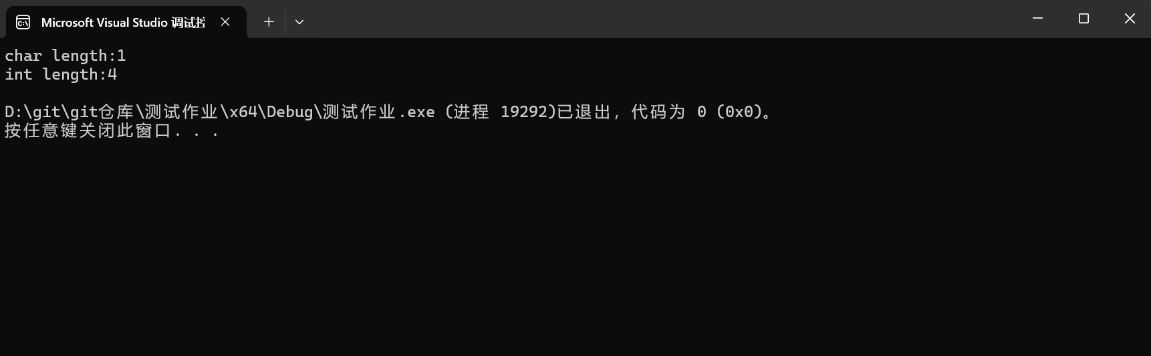 Microsoft Visual Studio 调试控
char length:1
int length:4
D:\git\git仓库\测试作业\x64\Debug\测试作业.exe (进程 19292)已退出，代码为 0 (0x0)。
按任意键关闭此窗口. . .